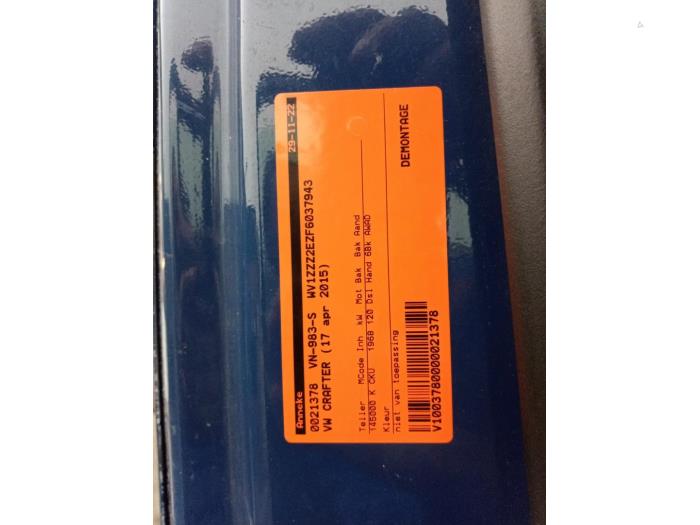 Anneke 29-11-22
0021378 VN-983-S WV1ZZZ2EZF6037943
VW CRAFTER (17 apr 2015)
Teller MCode Inh kW Mot Bak Bak Aand
145000 K CKU 1968 120 Dsl Hand 6Bk AWAD
Kleur
niet van toepassing
DEMONTAGE
V1003780000021378